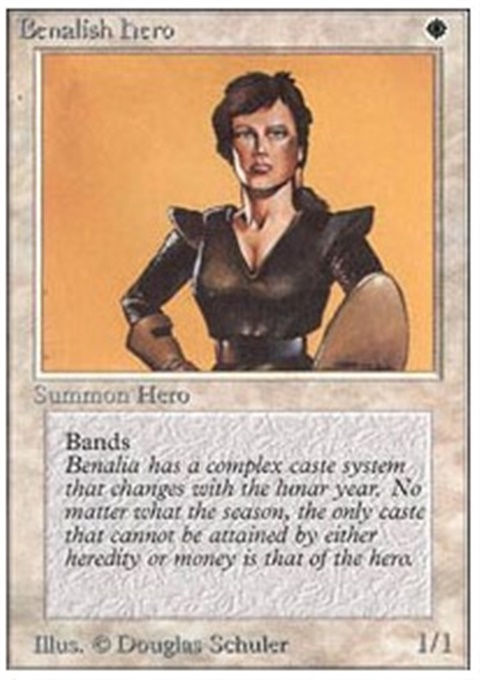 Benalish Hero
Summon Hero
Bands
Benalia has a complex caste system
that changes with the lunar year. No
matter what the season, the only caste
that cannot be attained by either
heredity or money is that of the hero.
Illus. © Douglas Schuler
1/1